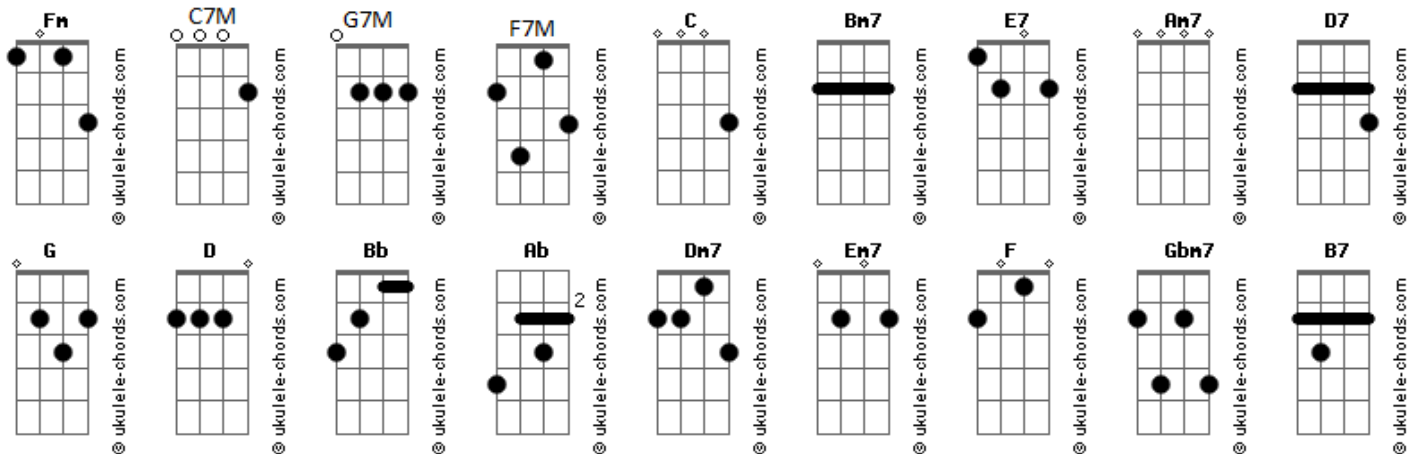 Fm C7M G7M F7M C Bm7 E7 Am7 D7
© ukulele-chords.com © ukulele-chords.com © ukulele-chords.com © ukulele-chords.com © ukulele-chords.com © ukulele-chords.com © ukulele-chords.com © ukulele-chords.com © ukulele-chords.com
G D Bb Ab Dm7 Em7 F Gbm7 B7
2
© ukulele-chords.com © ukulele-chords.com © ukulele-chords.com © ukulele-chords.com © ukulele-chords.com © ukulele-chords.com © ukulele-chords.com © ukulele-chords.com © ukulele-chords.com